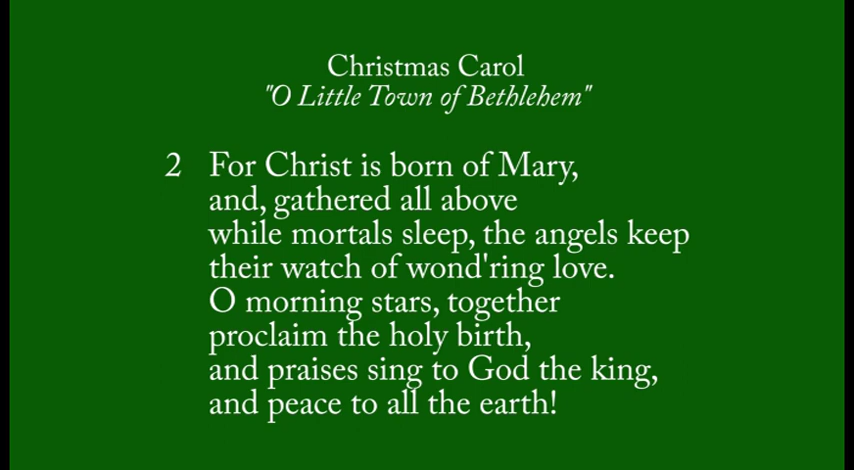 Christmas Carol
"O Little Town of Bethlehem"
2 For Christ is born of Mary,
and, gathered all above
while mortals sleep, the angels keep
their watch of wond'ring love.
O morning stars, together
proclaim the holy birth,
and praises sing to God the king,
and peace to all the earth!